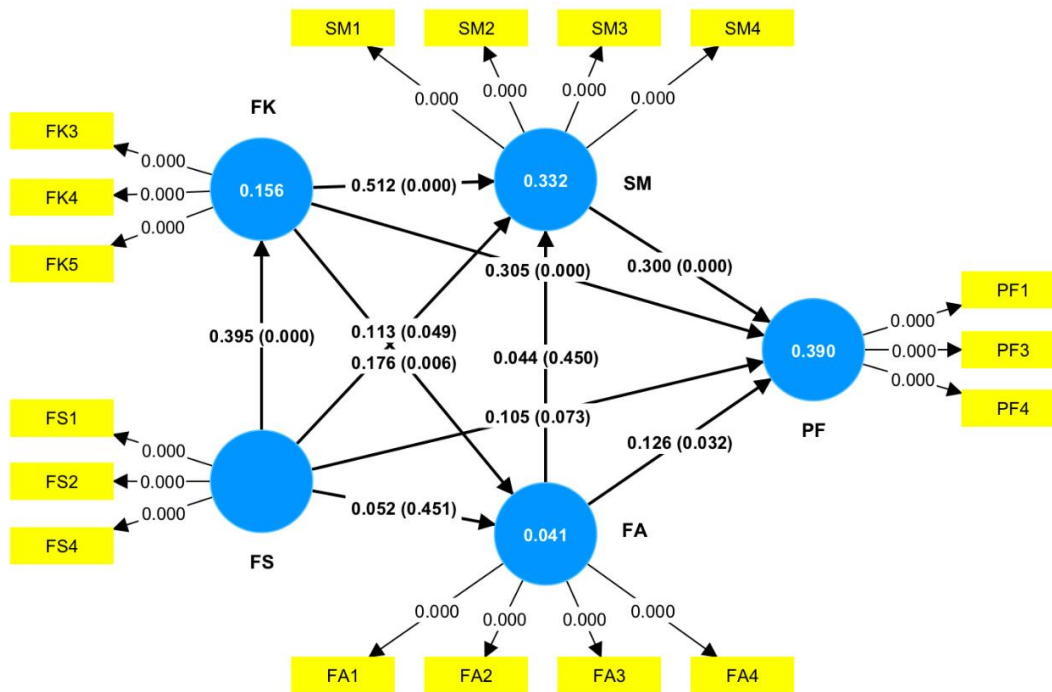 SM1
SM2
SM3
SM4
0.000
0.000
0.000
0.000
FK
FK3
0.000
FK4
0.000
FK5
0.000
0.156
0.512 (0.000)
0.332
SM
0.305 (0.000)
0.300 (0.000)
0.395 (0.000)
0.113 (0.049)
0.176 (0.006)
0.044 (0.450)
0.390
PF
0.000
PF1
0.000
PF3
0.000
PF4
FS1
0.000
FS2
0.000
FS4
0.000
0.105 (0.073)
0.126 (0.032)
0.052 (0.451)
FS
0.041
FA
0.000
0.000
0.000
0.000
FA1
FA2
FA3
FA4